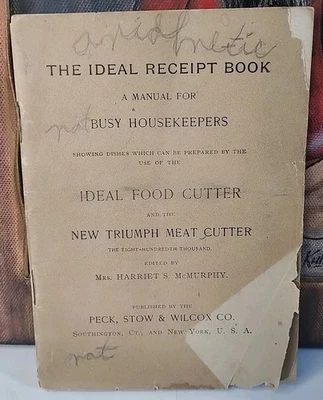 arithmetic
THE IDEAL RECEIPT BOOK
A MANUAL FOR
not BUSY HOUSEKEEPERS
SHOWING DISHES WHICH CAN BE PREPARED BY THE
USE OF THE
IDEAL FOOD CUTTER
AND THE
NEW TRIUMPH MEAT CUTTER
THE EIGHT-HUNDREDTH THOUSAND.
EDITED BY
MRS. HARRIET S. MCMURPHY.
PUBLISHED BY THE
PECK, STOW & WILCOX CO.
SOUTHINGTON, CT., AND NEW YORK, U. S. A.
rat